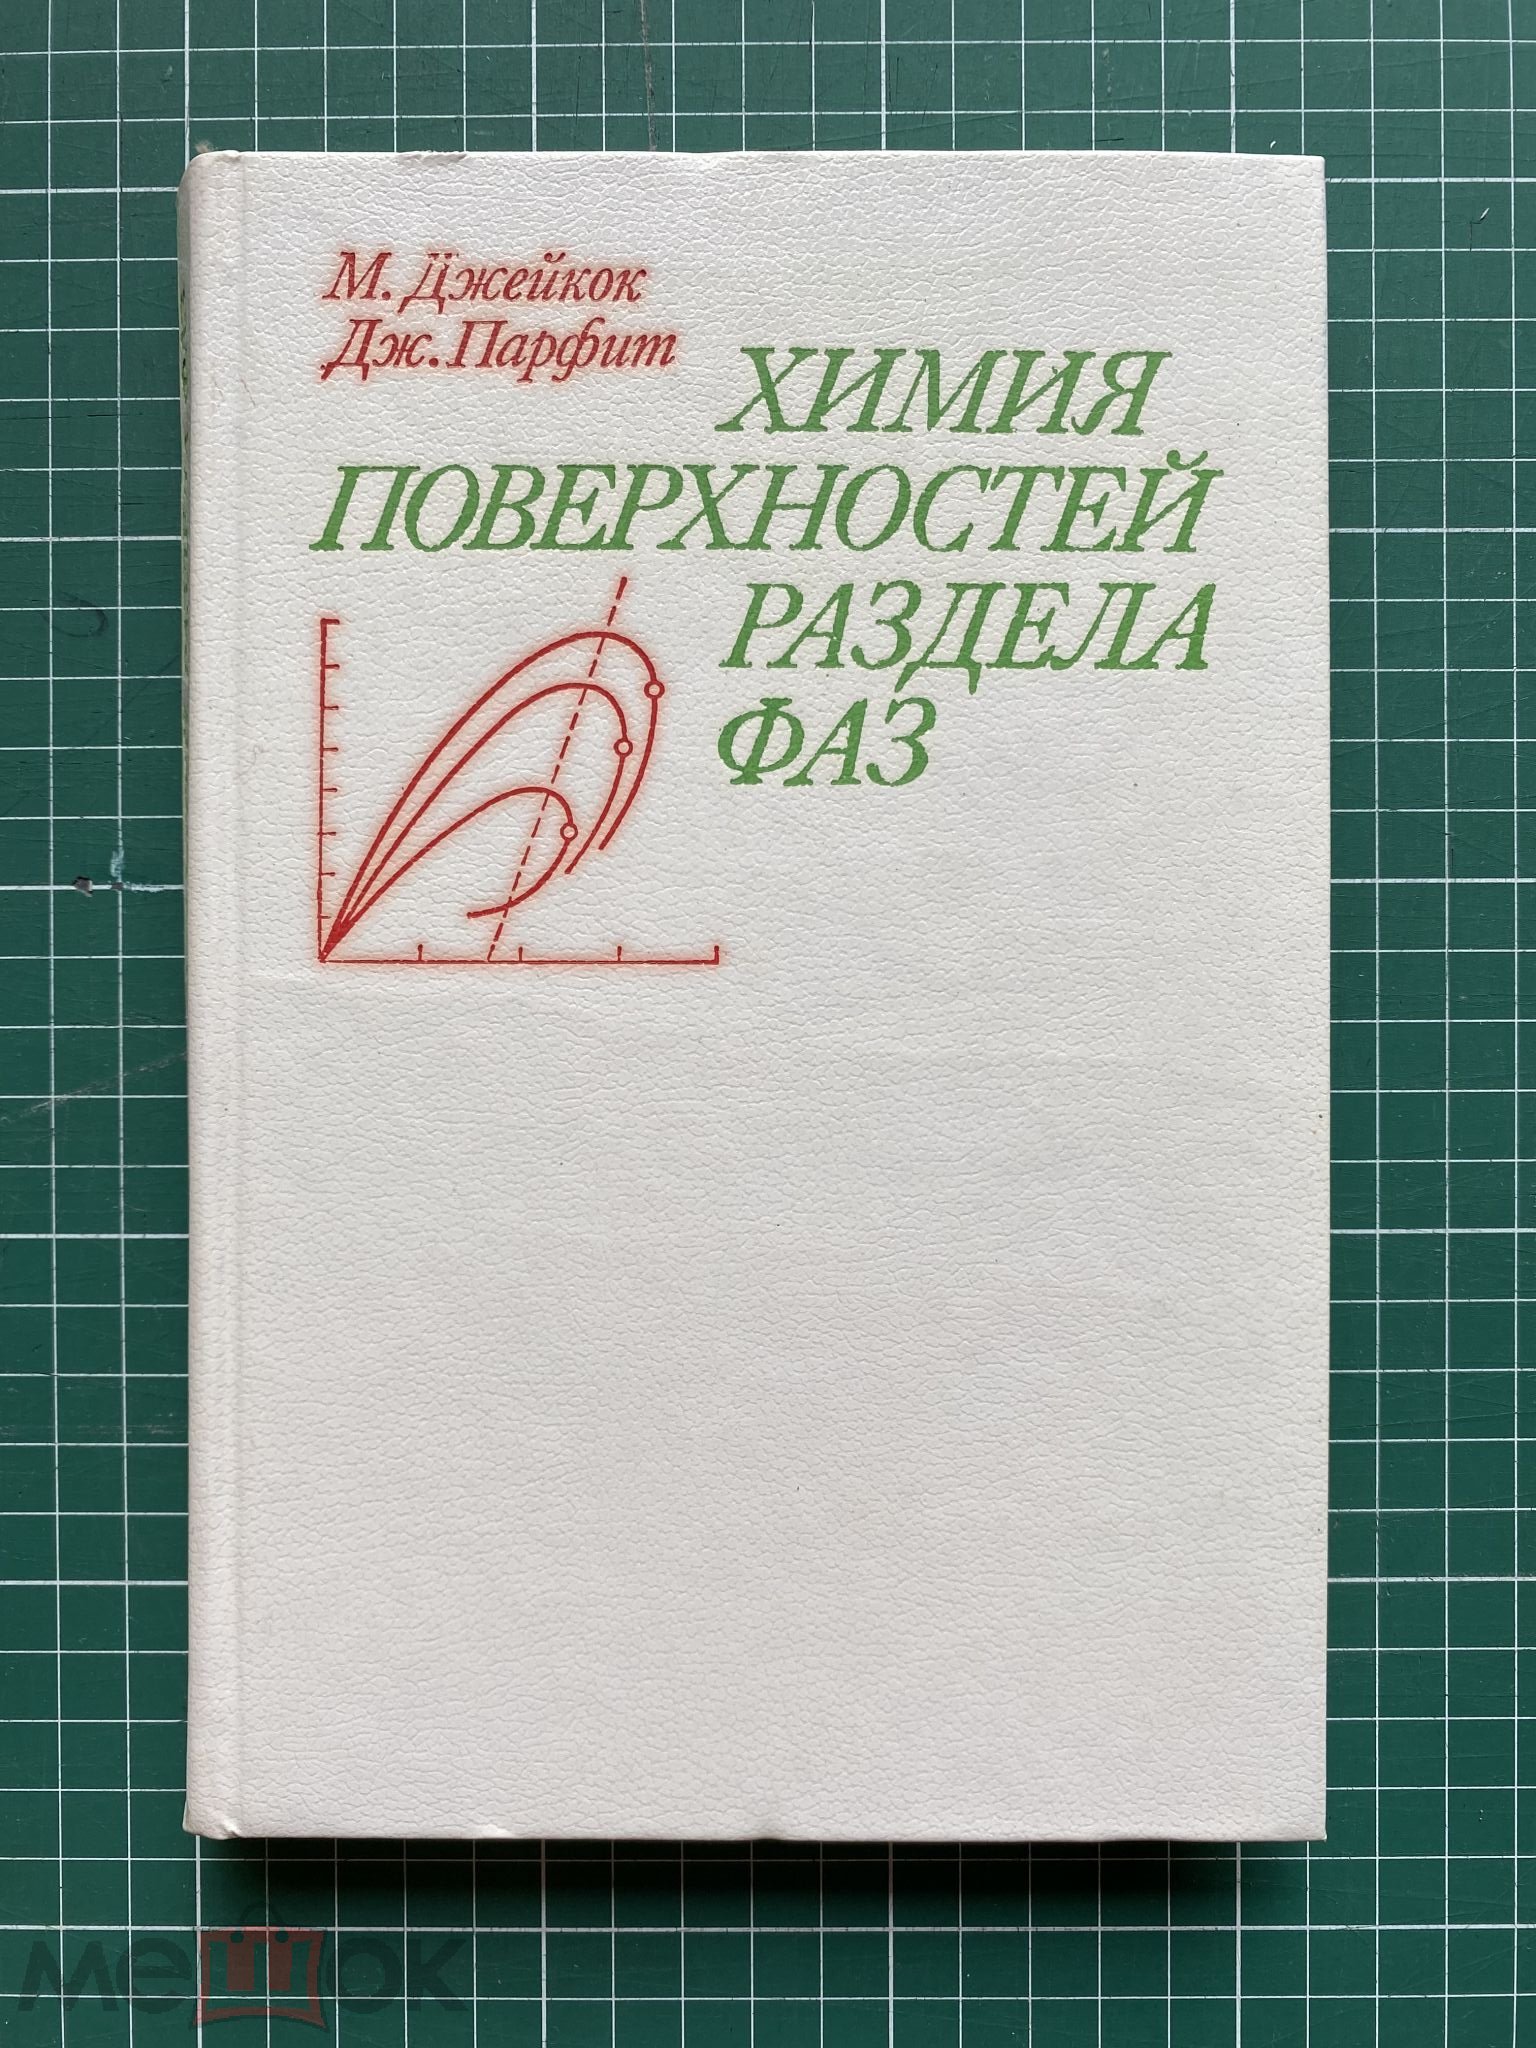 М. Джейкок
Дж. Парфит
ХИМИЯ
ПОВЕРХНОСТЕЙ
РАЗДЕЛА
ФАЗ
мешок